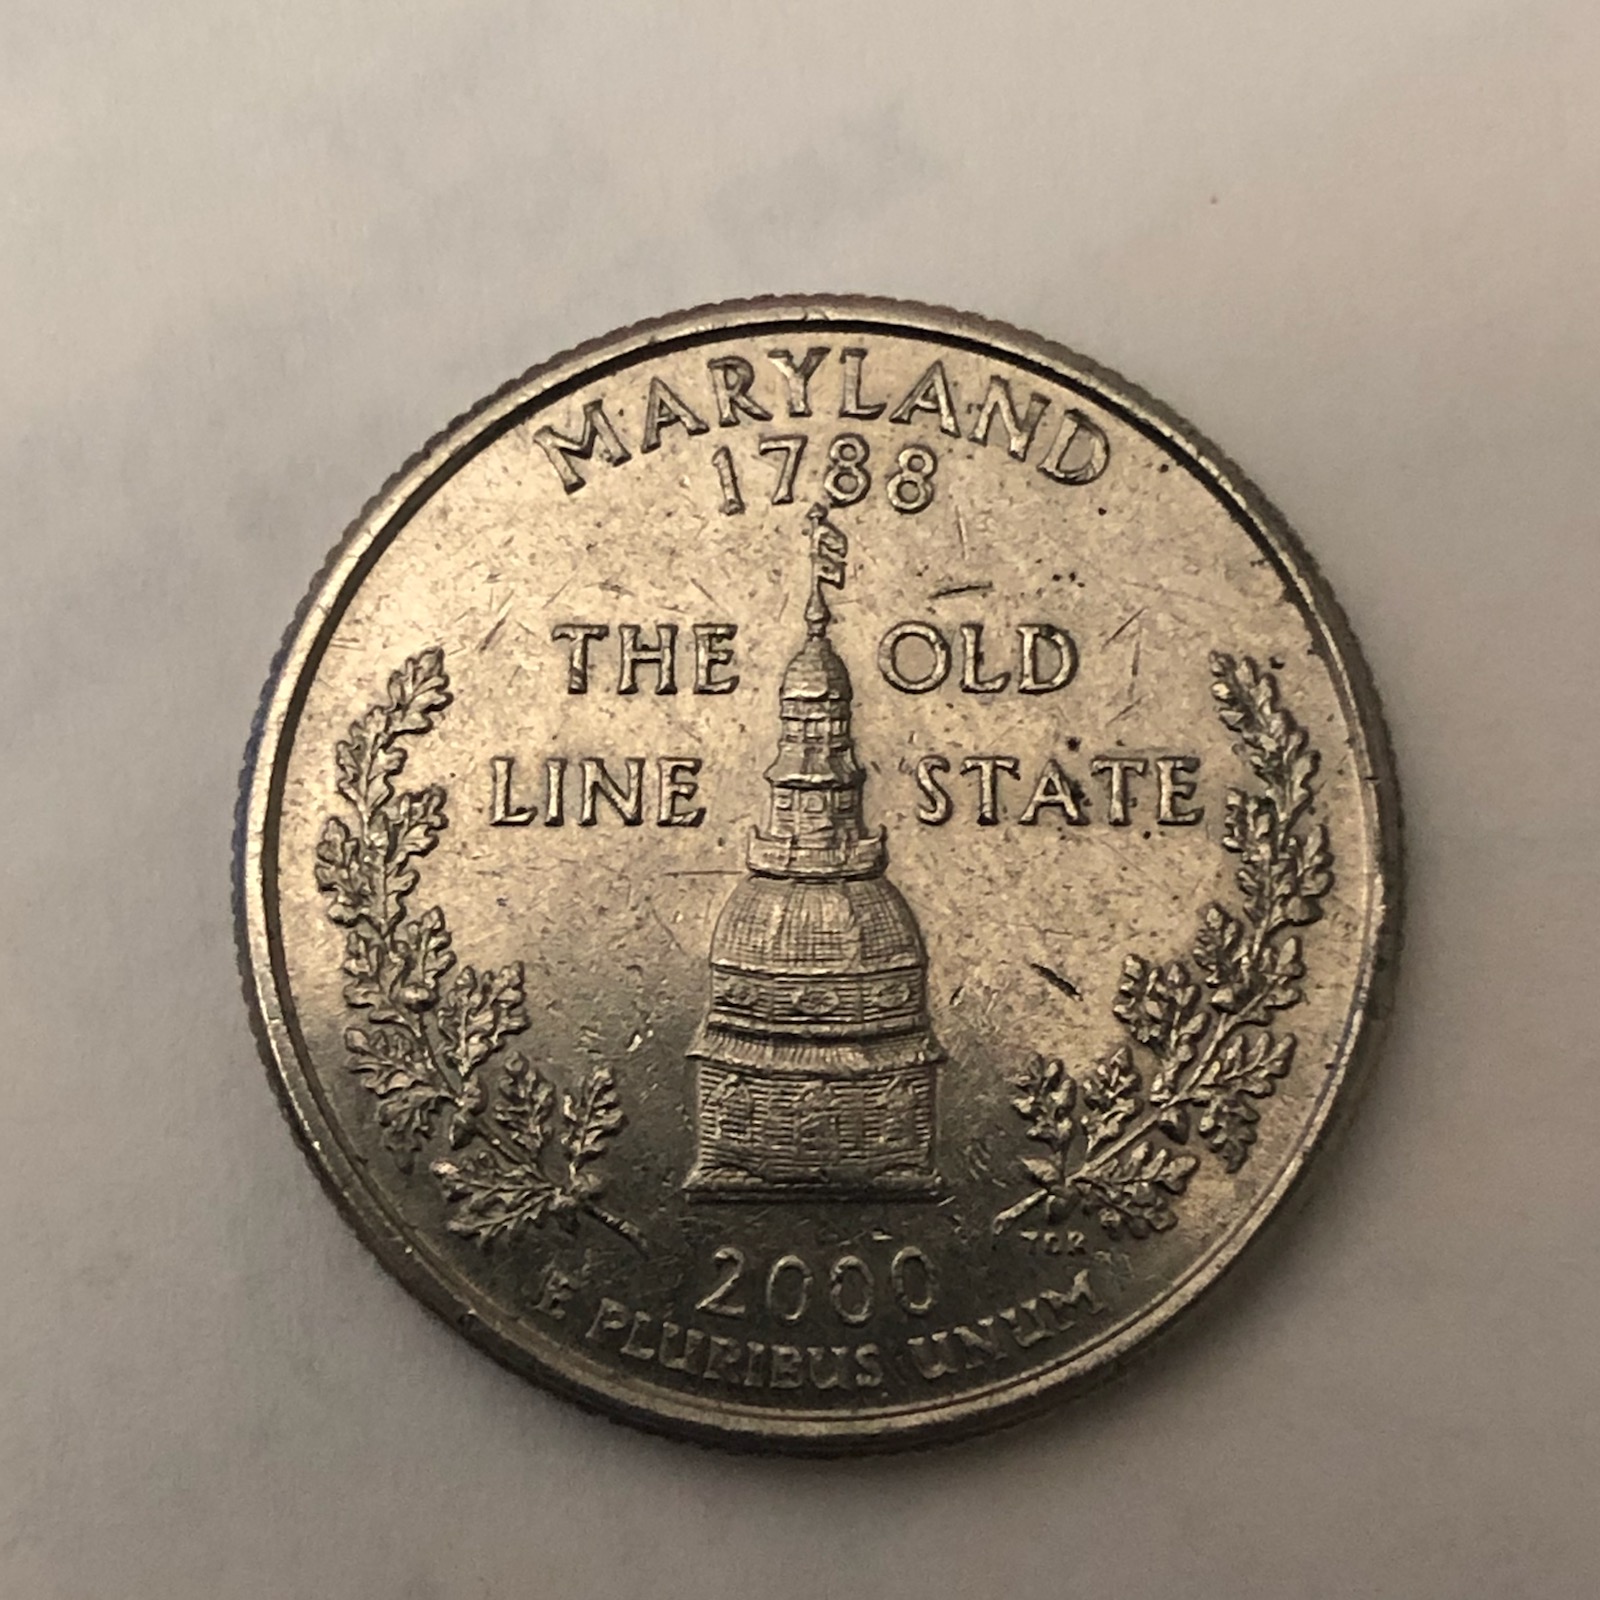 MARYLAND
1788
THE OLD
LINE STATE
TDR
2000
E PLURIBUS UNUM